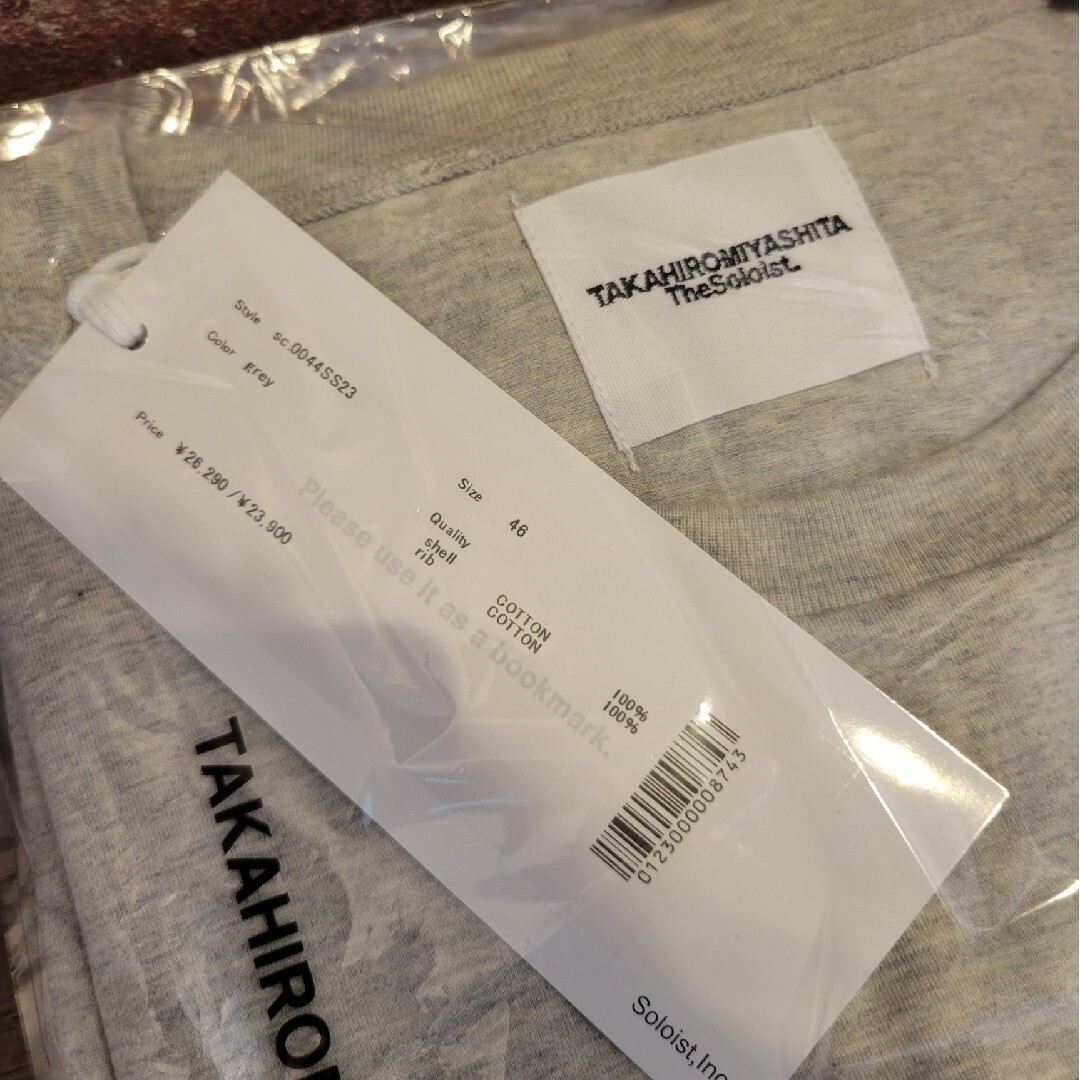 TAKAHIROMIYASHITA
TheSoloist.
Style sc.0044SS23
Color grey
Price ¥26.290/¥23.900
Size 46
Quality
shell COTTON 100%
rib COTTON 100%
Please use it as a bookmark.
0123000008743
Soloist,Inc
TAKAHIRO